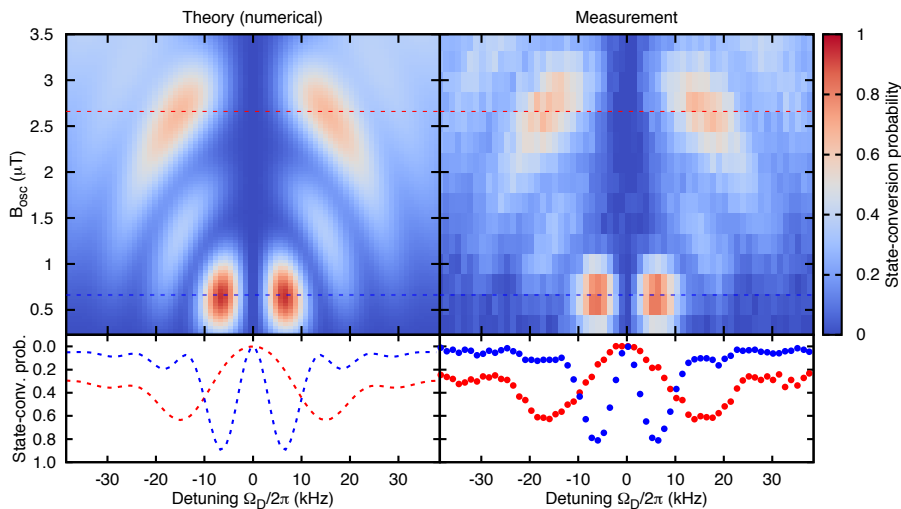 Theory (numerical)
Measurement
3.5
3
2.5
2
1.5
1
0.5
B_osc (μT)
1
0.8
0.6
0.4
0.2
0
State-conversion probability
0.0
0.2
0.4
0.6
0.8
1.0
State-conv. prob.
-30 -20 -10 0 10 20 30
-30 -20 -10 0 10 20 30
Detuning Ω_D/2π (kHz)
Detuning Ω_D/2π (kHz)